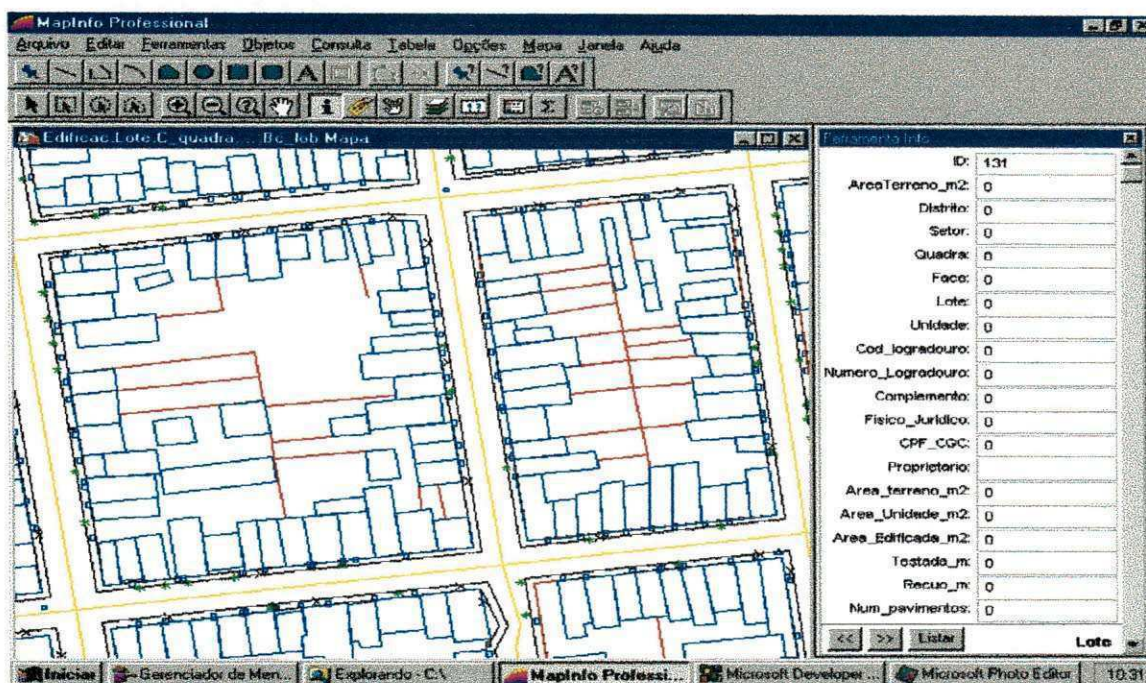 MapInfo Professional
Arquivo Editar Ferramentas Objetos Consulta Tabela Opções Mapa Janela Ajuda
Edificac,Lote,C_quadra,...,Bc_lob Mapa
Ferramenta Info
ID: 131
AreaTerreno_m2: 0
Distrito: 0
Setor: 0
Quadra: 0
Face: 0
Lote: 0
Unidade: 0
Cod_logradouro: 0
Numero_Logradouro: 0
Complemento: 0
Fisico_Juridico: 0
CPF_CGC: 0
Proprietario:
Area_terreno_m2: 0
Area_Unidade_m2: 0
Area_Edificada_m2: 0
Testada_m: 0
Recuo_m: 0
Num_pavimentos: 0
<< >> Listar Lote
Iniciar Gerenciador de Men... Explorando - C:\ MapInfo Professi... Microsoft Developer ... Microsoft Photo Editor